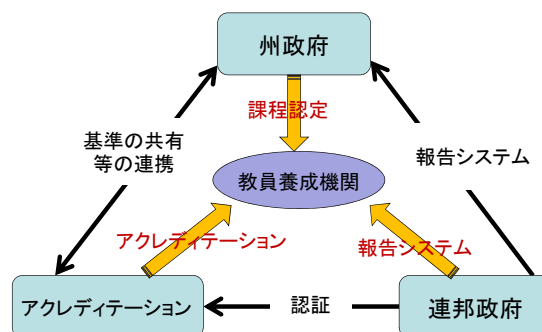 州政府
課程認定
基準の共有
等の連携
報告システム
教員養成機関
アクレディテーション
報告システム
アクレディテーション
認証
連邦政府